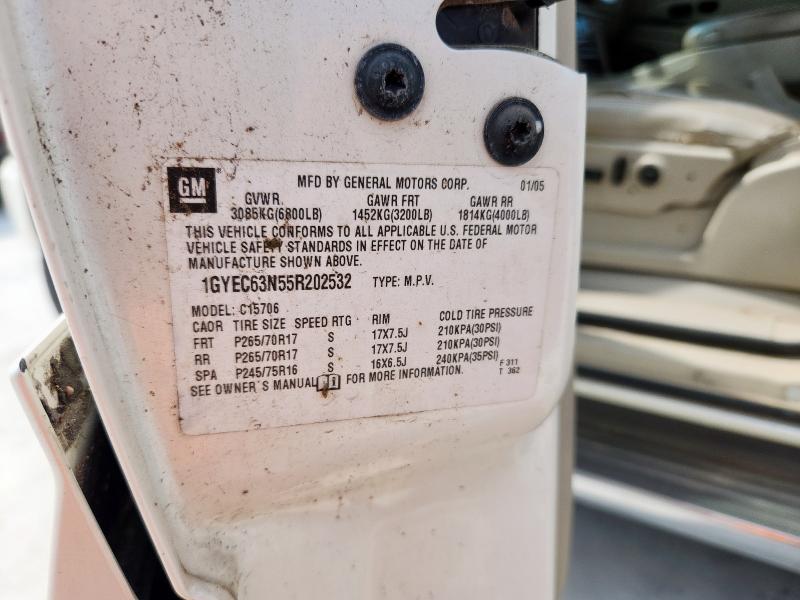 GM
MFD BY GENERAL MOTORS CORP. 01/05
GVWR GAWR FRT GAWR RR
3085KG(6800LB) 1452KG(3200LB) 1814KG(4000LB)
THIS VEHICLE CONFORMS TO ALL APPLICABLE U.S. FEDERAL MOTOR
VEHICLE SAFETY STANDARDS IN EFFECT ON THE DATE OF
MANUFACTURE SHOWN ABOVE.
1GYEC63N55R202532 TYPE: M.P.V.
MODEL: C15706
CAOR TIRE SIZE SPEED RTG RIM COLD TIRE PRESSURE
FRT P265/70R17 S 17X7.5J 210KPA(30PSI)
RR P265/70R17 S 17X7.5J 210KPA(30PSI)
SPA P245/75R16 S 16X6.5J 240KPA(35PSI) F 311
SEE OWNER'S MANUAL FOR MORE INFORMATION. T 362